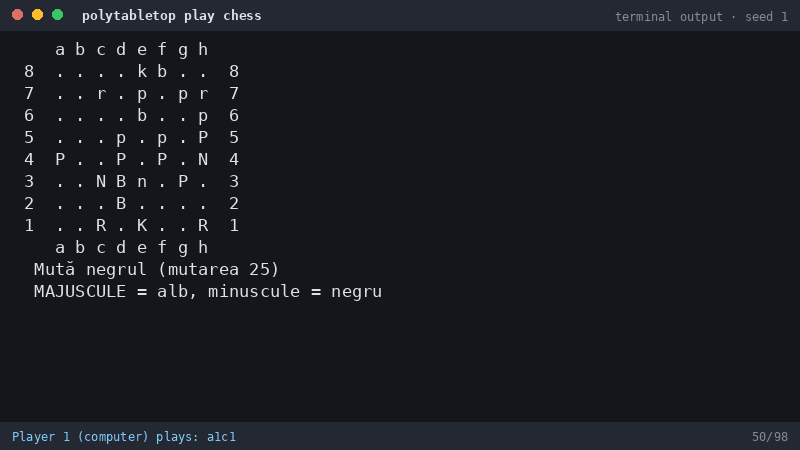 polytabletop play chess
terminal output · seed 1
a b c d e f g h
8 . . . . k b . . 8
7 . . r . p . p r 7
6 . . . . b . . p 6
5 . . . p . p . P 5
4 P . . P . P . N 4
3 . . N B n . P . 3
2 . . . B . . . . 2
1 . . R . K . . R 1
a b c d e f g h
Mută negrul (mutarea 25)
MAJUSCULE = alb, minuscule = negru
Player 1 (computer) plays: a1c1
50/98